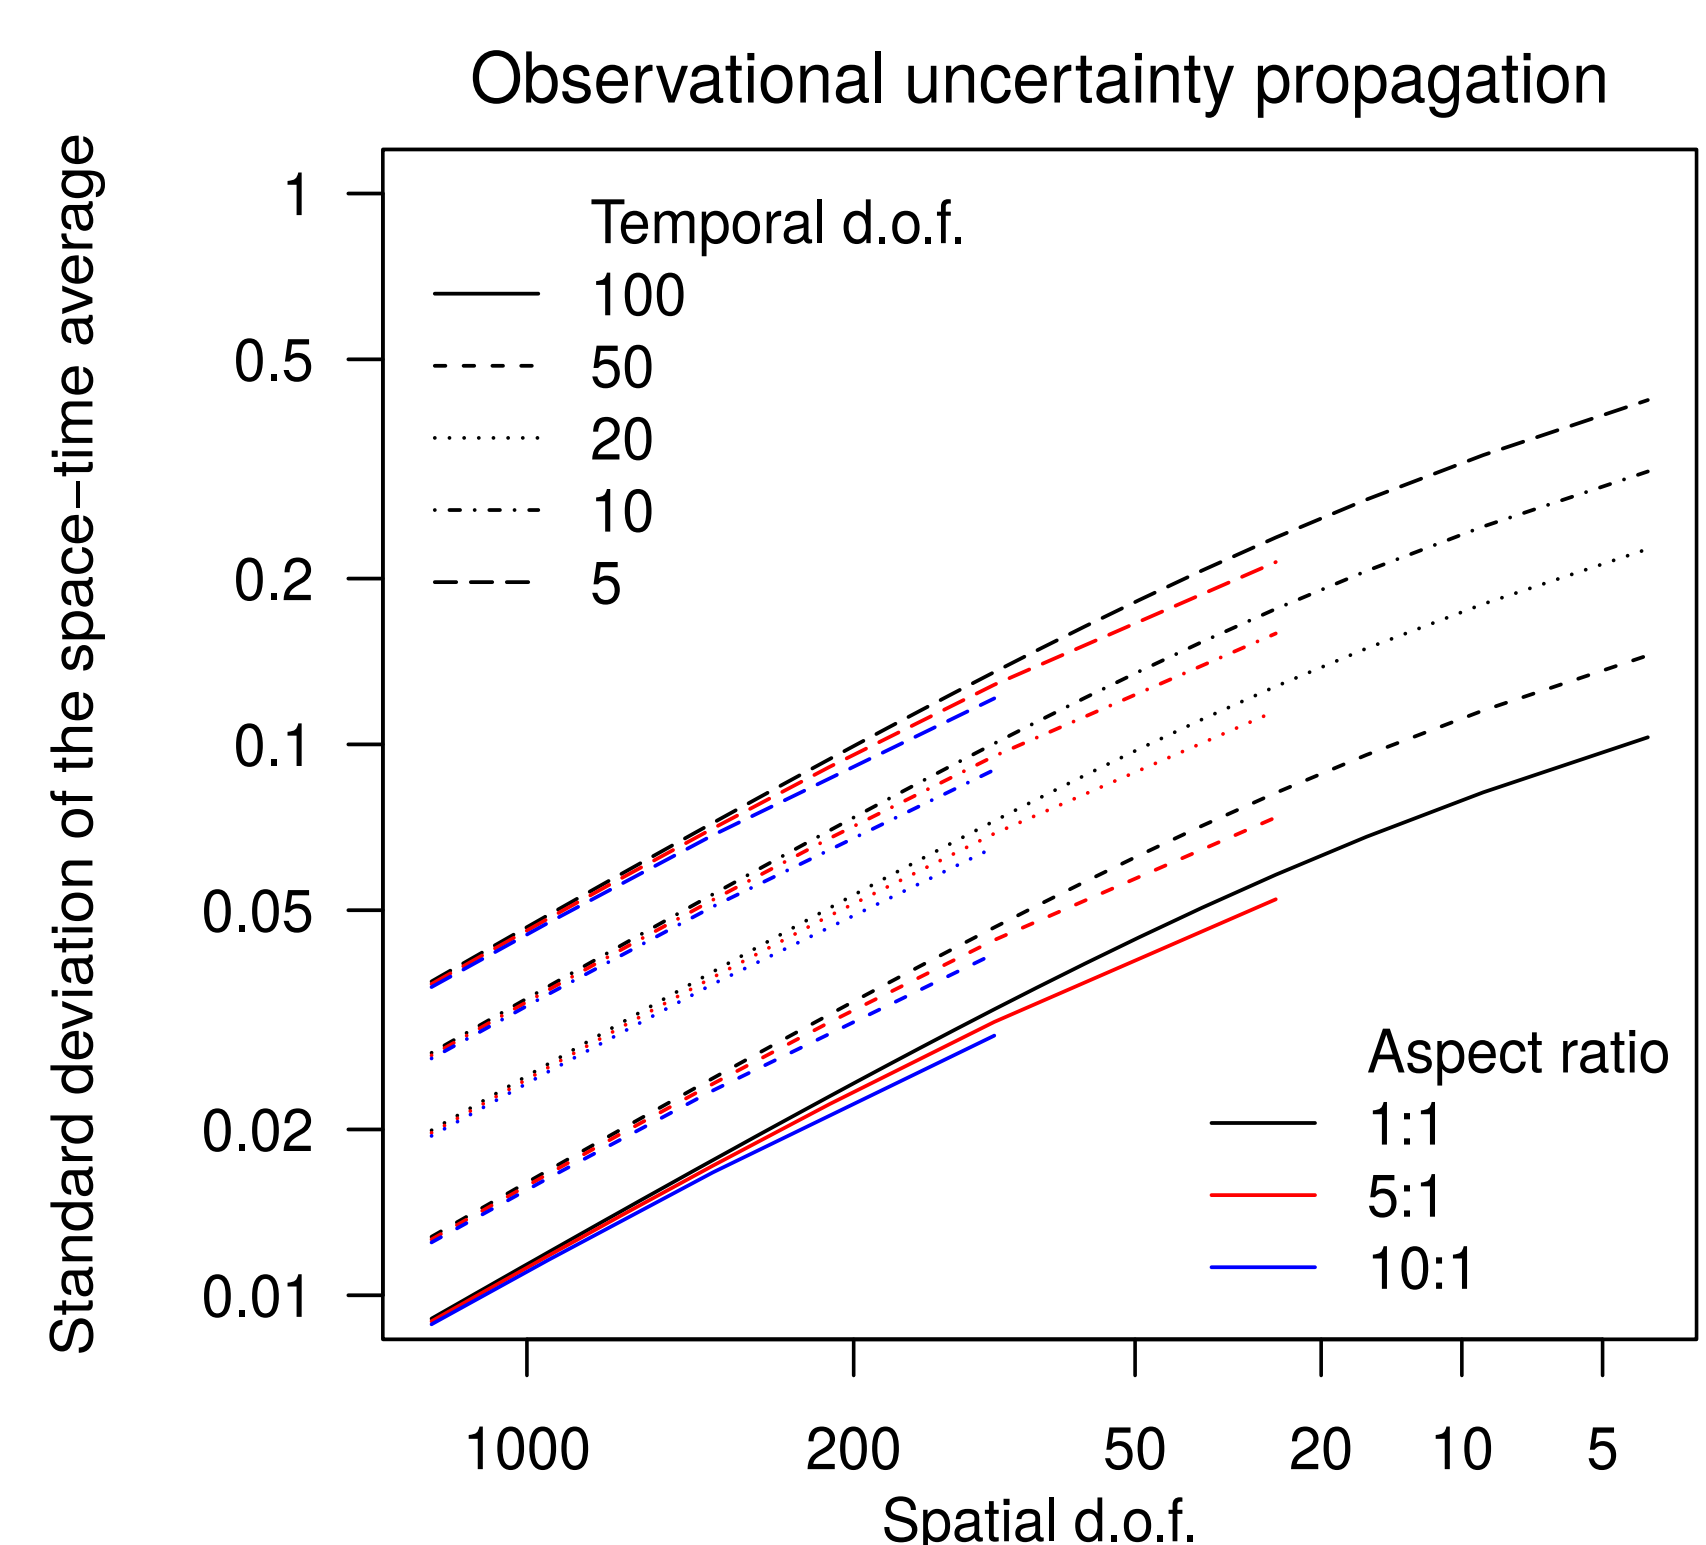 Observational uncertainty propagation
Standard deviation of the space−time average
1
0.5
0.2
0.1
0.05
0.02
0.01
Temporal d.o.f.
100
50
20
10
5
Aspect ratio
1:1
5:1
10:1
1000 200 50 20 10 5
Spatial d.o.f.